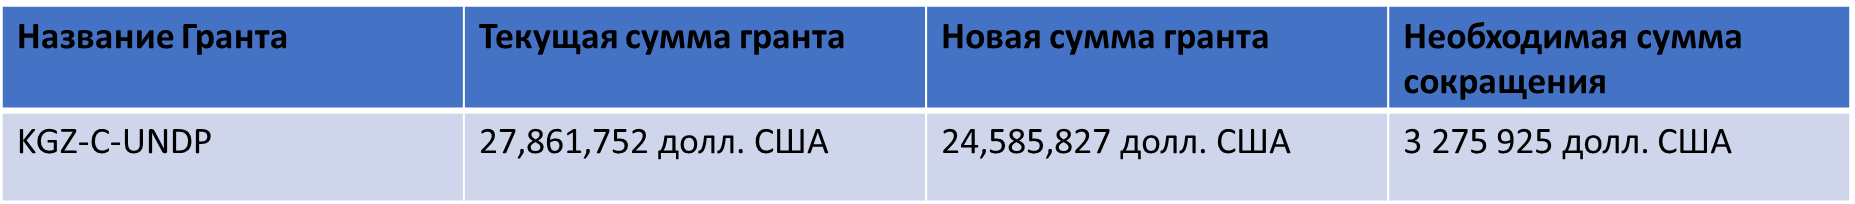 Название Гранта
Текущая сумма гранта
Новая сумма гранта
Необходимая сумма
сокращения
KGZ-C-UNDP
27,861,752 долл. США
24,585,827 долл. США
3 275 925 долл. США